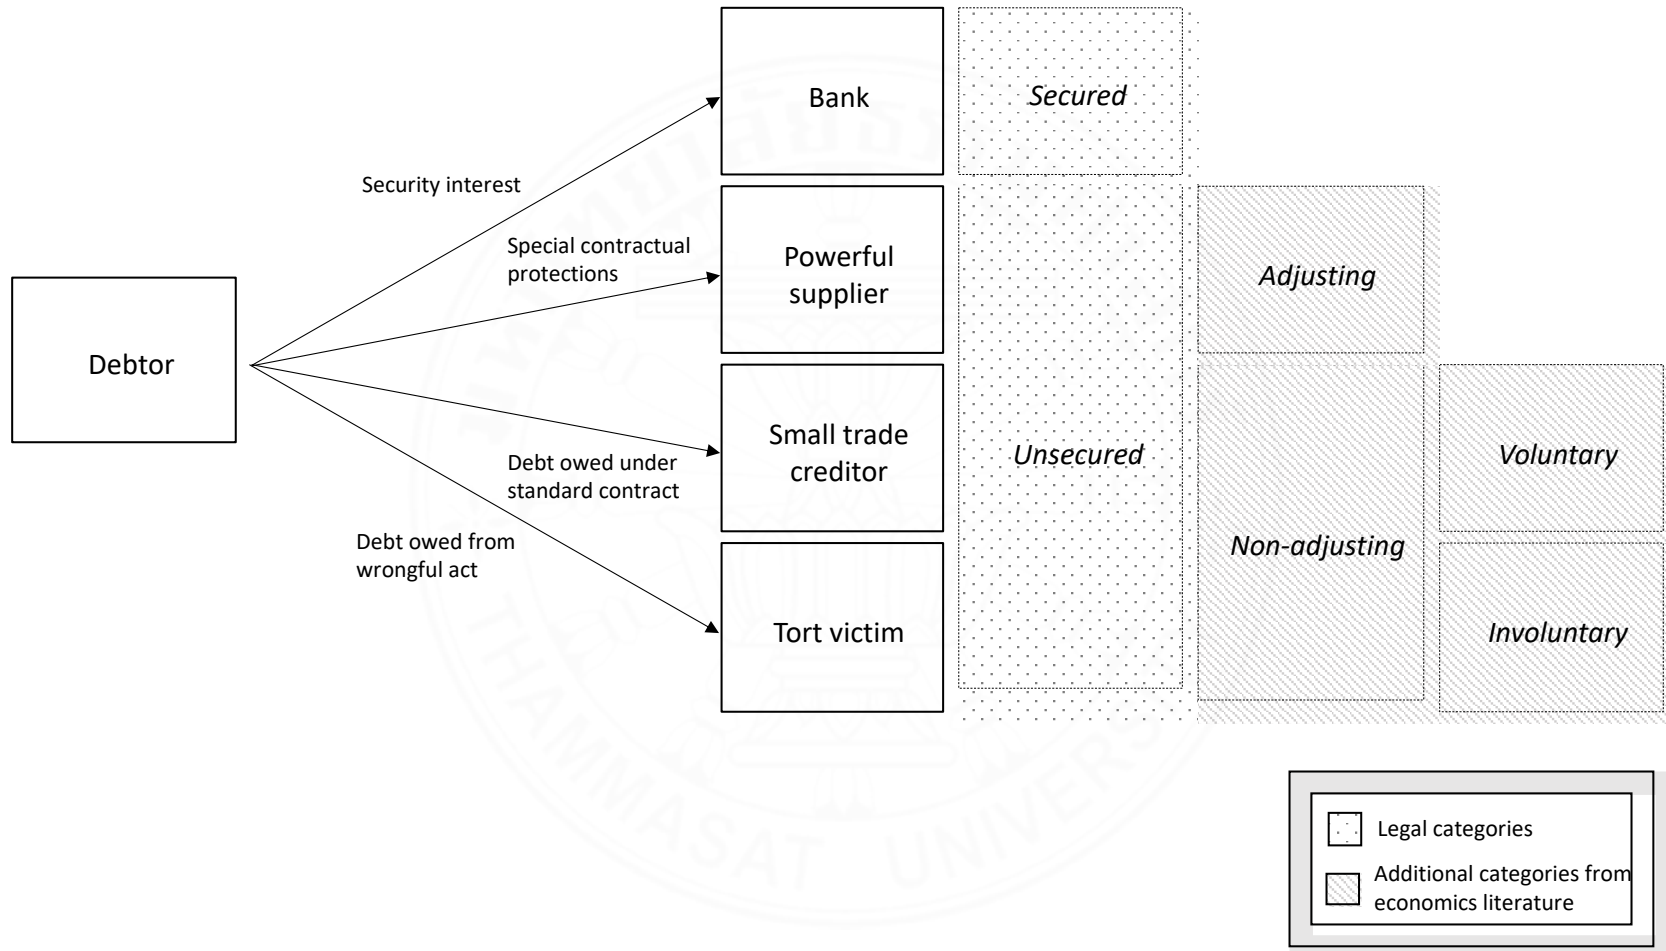 Bank
Secured
Security interest
Special contractual
protections
Powerful
supplier
Adjusting
Debtor
Small trade
creditor
Unsecured
Voluntary
Debt owed under
standard contract
Non-adjusting
Debt owed from
wrongful act
Tort victim
Involuntary
Legal categories
Additional categories from
economics literature
THAMMASAT UNIVERS